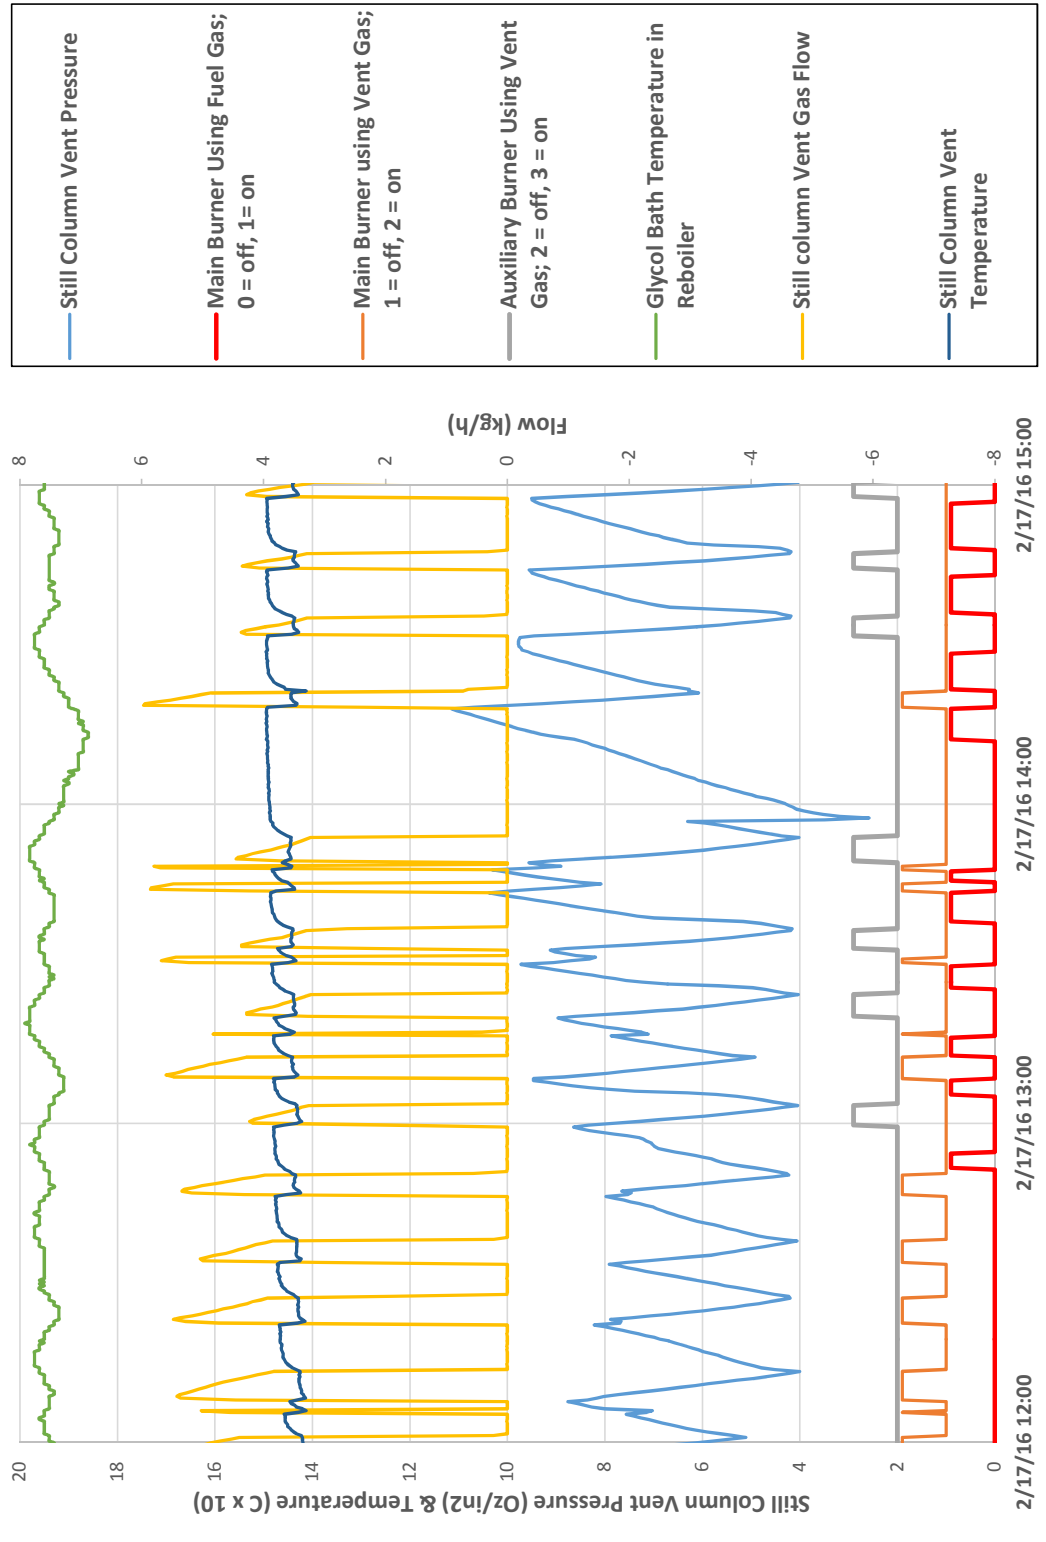 Still Column Vent Pressure
Main Burner Using Fuel Gas;
0 = off, 1= on
Main Burner using Vent Gas;
1 = off, 2 = on
Auxiliary Burner Using Vent
Gas; 2 = off, 3 = on
Glycol Bath Temperature in
Reboiler
Still column Vent Gas Flow
Still Column Vent
Temperature
Flow (kg/h)
8
6
4
2
0
-2
-4
-6
-8
20
18
16
14
12
10
8
6
4
2
0
Still Column Vent Pressure (Oz/in2) & Temperature (C x 10)
2/17/16 12:00
2/17/16 13:00
2/17/16 14:00
2/17/16 15:00